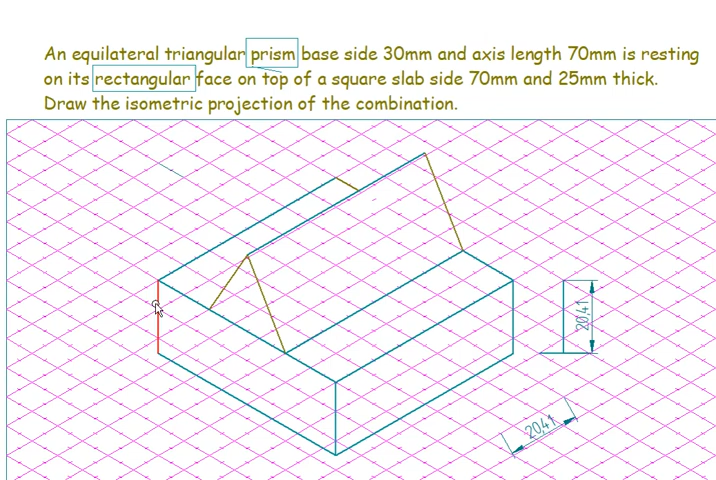 An equilateral triangular prism base side 30mm and axis length 70mm is resting
on its rectangular face on top of a square slab side 70mm and 25mm thick.
Draw the isometric projection of the combination.
20,41
20,41